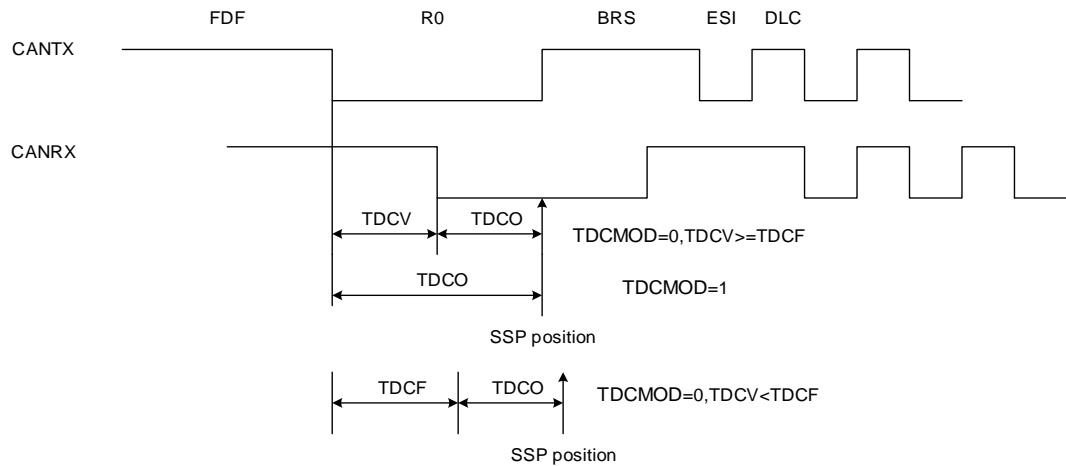 FDF R0 BRS ESI DLC
CANTX
CANRX
TDCV TDCO TDCMOD=0,TDCV>=TDCF
TDCO TDCMOD=1
SSP position
TDCF TDCO TDCMOD=0,TDCV<TDCF
SSP position